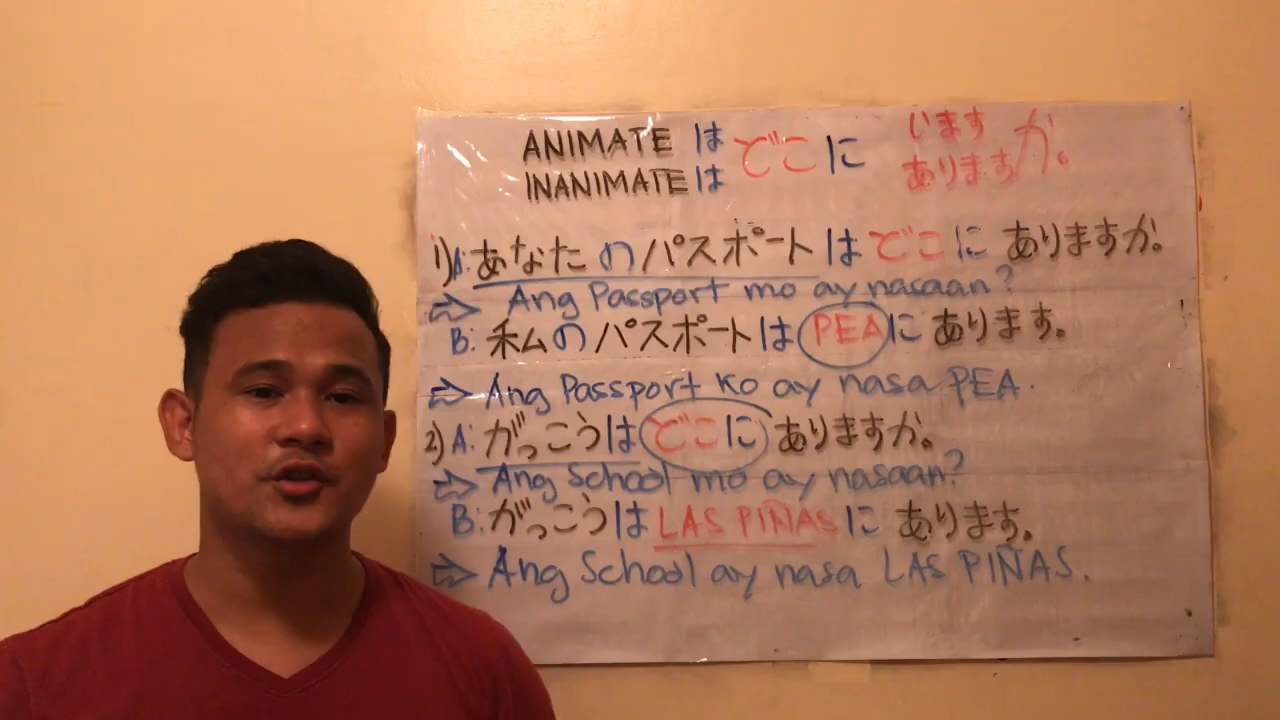 ANIMATE は どこ に います か。
INANIMATE は あります
1) A: あなたのパスポートは どこ に ありますか。
⇒ Ang Passport mo ay nasaan?
B: 私のパスポートは PEA に あります。
⇒ Ang Passport ko ay nasa PEA.
2) A: がっこうは どこに ありますか。
⇒ Ang School mo ay nasaan?
B: がっこうは LAS PIÑAS に あります。
⇒ Ang School ay nasa LAS PIÑAS.